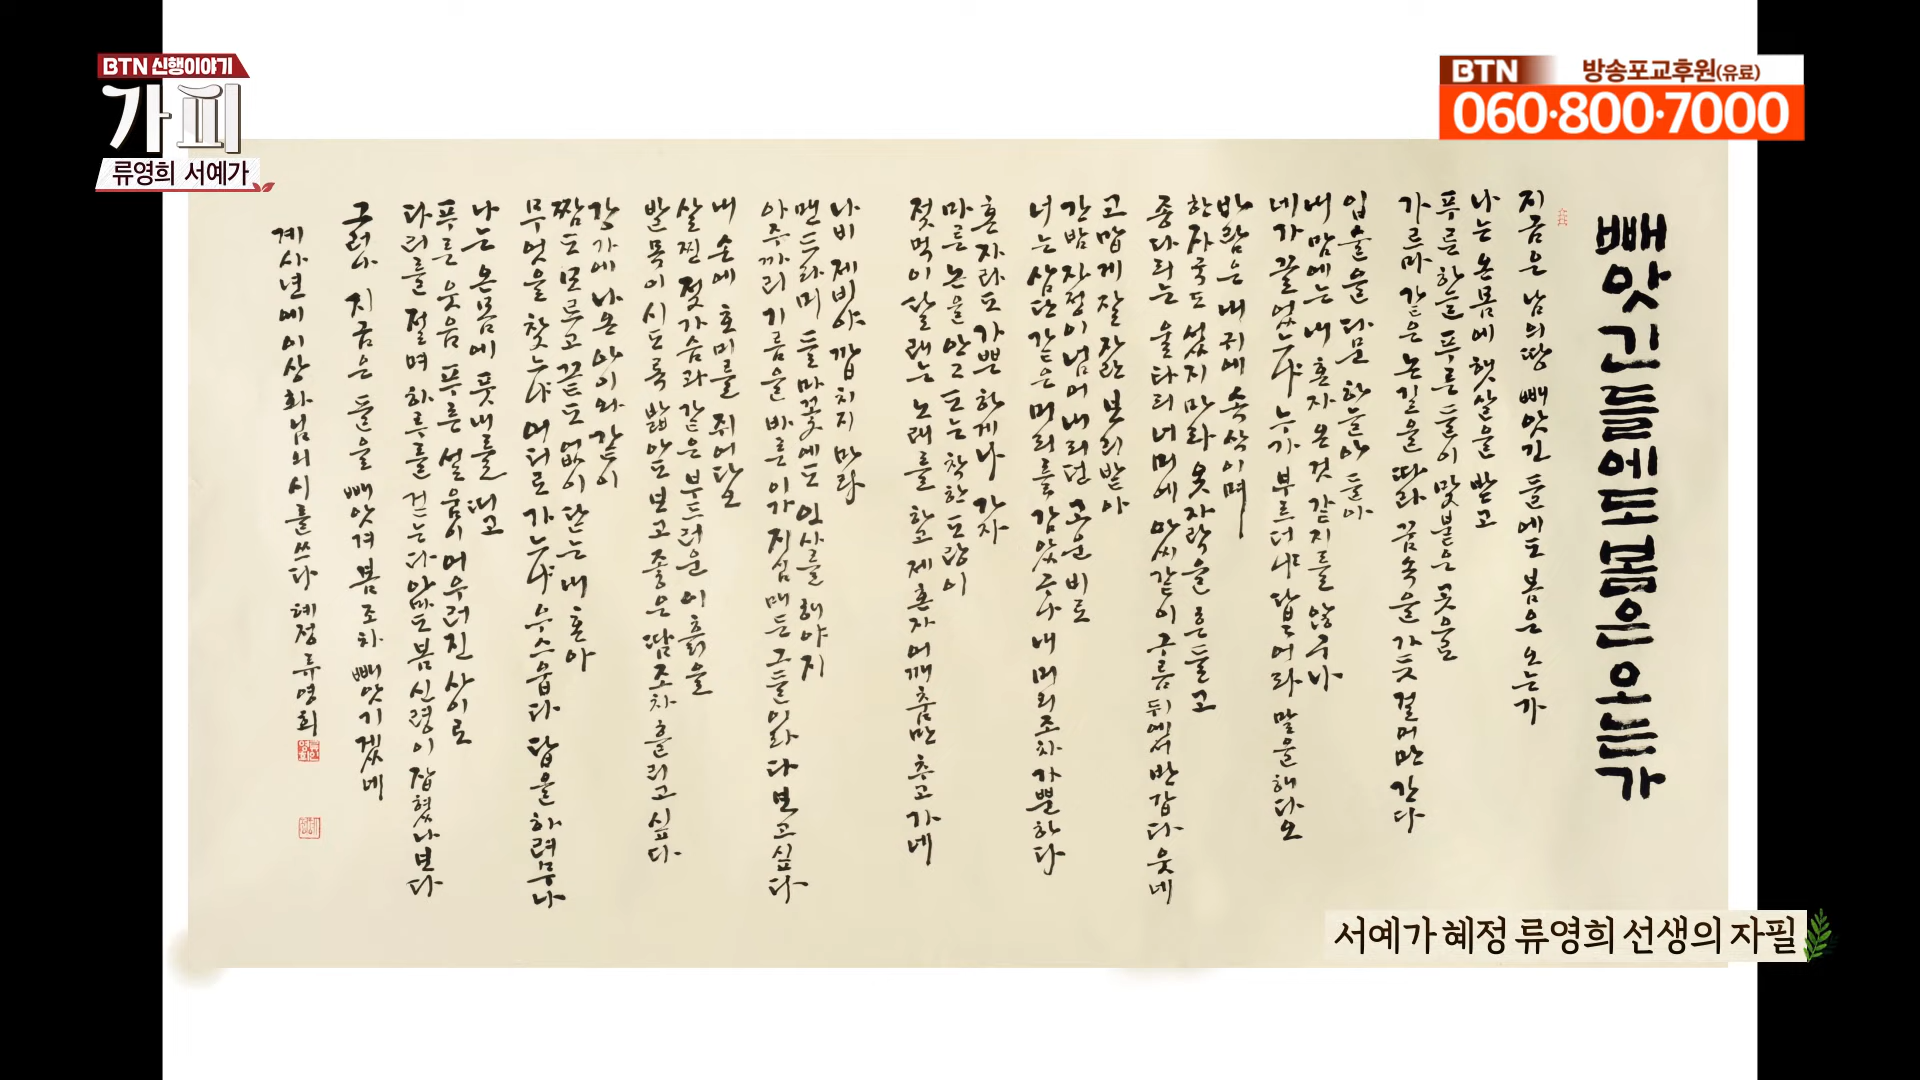 BTN 신행이야기
가피
류영희 서예가
BTN 방송포교후원(유료)
060·800·7000
빼앗긴들에도봄은오는가
지금은 남의땅 빼앗긴 들에도 봄은 오는가
나는 온몸에 햇살을 받고
푸른하늘 푸른들이 맞붙은 곳을
가르마 같은 논길을 따라 꿈속을 가듯 걸어만 간다
입술을 다문 하늘아 들아
내맘에는 내 혼자 온것 같지를 않구나
네가 끌었느냐 누가 부르더냐 답답어라 말을해다오
바람은 내 귀에 속삭이며
한자국도 섰지마라 옷자락을 흔들고
종다리는 울타리 너머에 아씨같이 구름뒤에서 반갑다 웃네
고맙게 잘 자란 보리밭아
간밤 자정이 넘어 내리던 고운 비로
너는 삼단같은 머리를 감았구나 내 머리조차 가뿐하다
혼자라도 가쁘하게나 가자
마른 논을 안고 도는 착한 도랑이
젖먹이 달래는 노래를 하고 제 혼자 어깨춤만 추고 가네
나비 제비야 깝치지 마라
맨드라미 들마꽃에도 인사를 해야지
아주까리 기름을 바른 이가 지심매든 그들이라 다 보고싶다
내 손에 호미를 쥐어다오
살찐 젖가슴과 같은 부드러운 이 흙을
발목이 시도록 밟아도 보고 좋은 땀조차 흘리고 싶다
강가에 나온 아이와 같이
짬도 모르고 끝도 없이 닫는 내 혼아
무엇을 찾느냐 어디로 가느냐 우스웁다 답을 하려무나
나는 온몸에 풋내를 띠고
푸른 웃음 푸른 설움이 어우러진 사이로
다리를 절며 하루를 걷는다 아마도 봄신령이 잡혔나보다
그러나 지금은 들을 빼앗겨 봄조차 빼앗기겠네
계사년에 이상화님의 시를 쓰다 혜정 류영희
서예가 혜정 류영희 선생의 자필